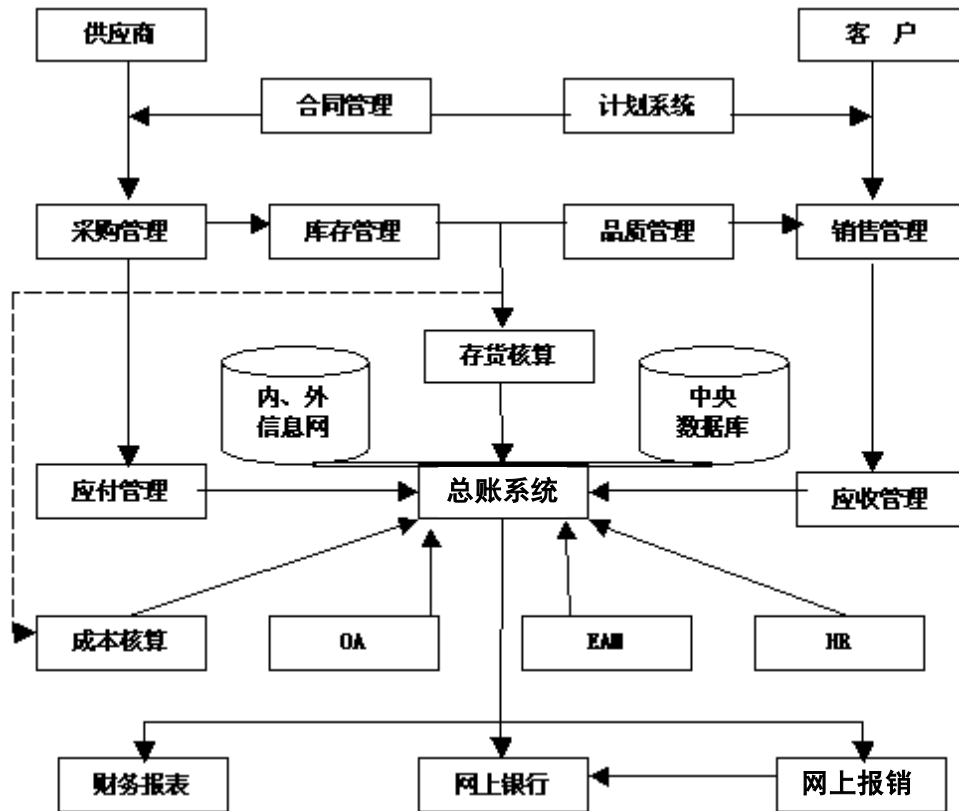 供应商
客 户
合同管理
计划系统
采购管理
库存管理
品质管理
销售管理
存货核算
内、外
信息网
中央
数据库
应付管理
总账系统
应收管理
成本核算
OA
EAM
HR
财务报表
网上银行
网上报销